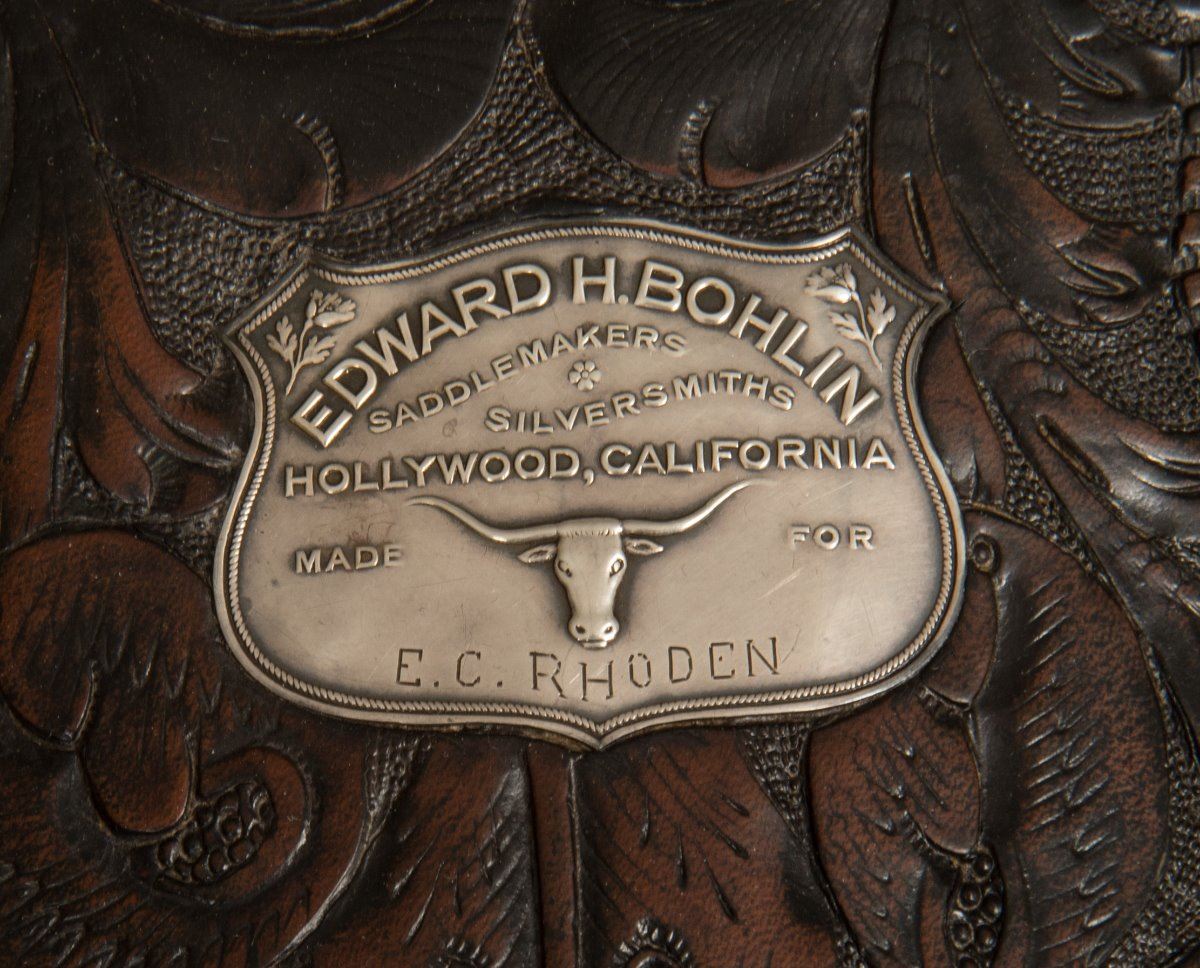 EDWARD H. BOHLIN
SADDLEMAKERS
SILVERSMITHS
HOLLYWOOD, CALIFORNIA
MADE FOR
E. C. RHODEN